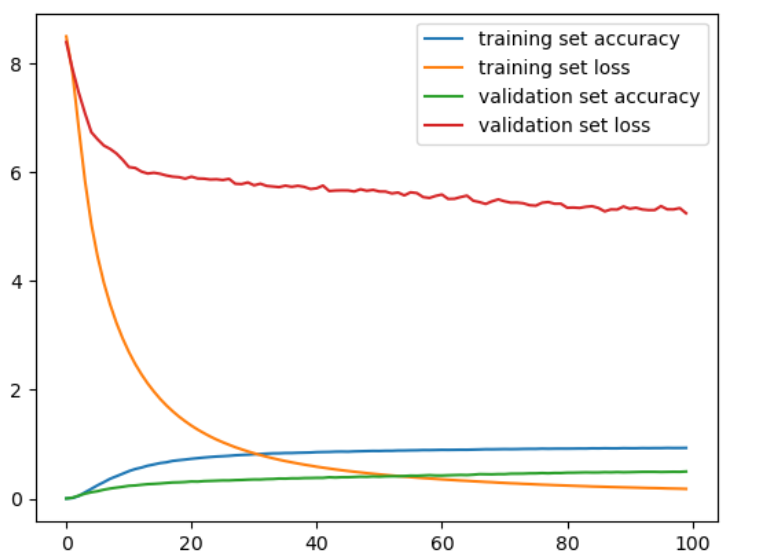 training set accuracy
training set loss
validation set accuracy
validation set loss
8
6
4
2
0
0 20 40 60 80 100